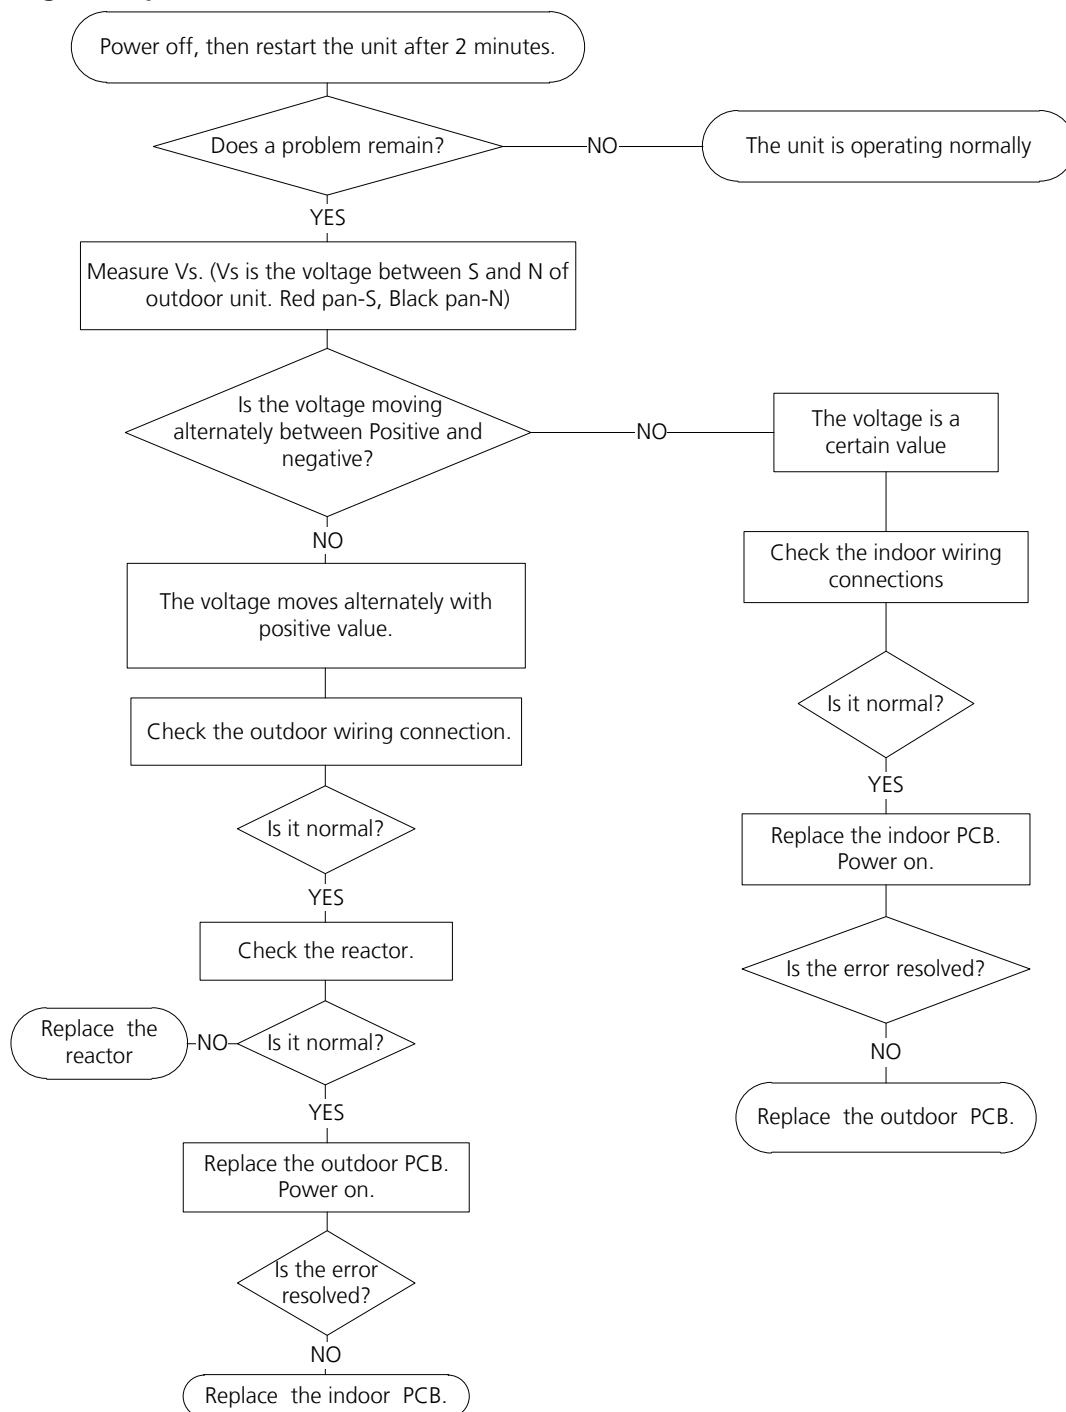 Power off, then restart the unit after 2 minutes.
Does a problem remain?
NO
The unit is operating normally
YES
Measure Vs. (Vs is the voltage between S and N of
outdoor unit. Red pan-S, Black pan-N)
Is the voltage moving
alternately between Positive and
negative?
NO
The voltage is a
certain value
NO
The voltage moves alternately with
positive value.
Check the indoor wiring
connections
Check the outdoor wiring connection.
Is it normal?
YES
Is it normal?
YES
Replace the indoor PCB.
Power on.
Check the reactor.
Is the error resolved?
Replace the
reactor
NO
Is it normal?
NO
YES
Replace the outdoor PCB.
Replace the outdoor PCB.
Power on.
Is the error
resolved?
NO
Replace the indoor PCB.